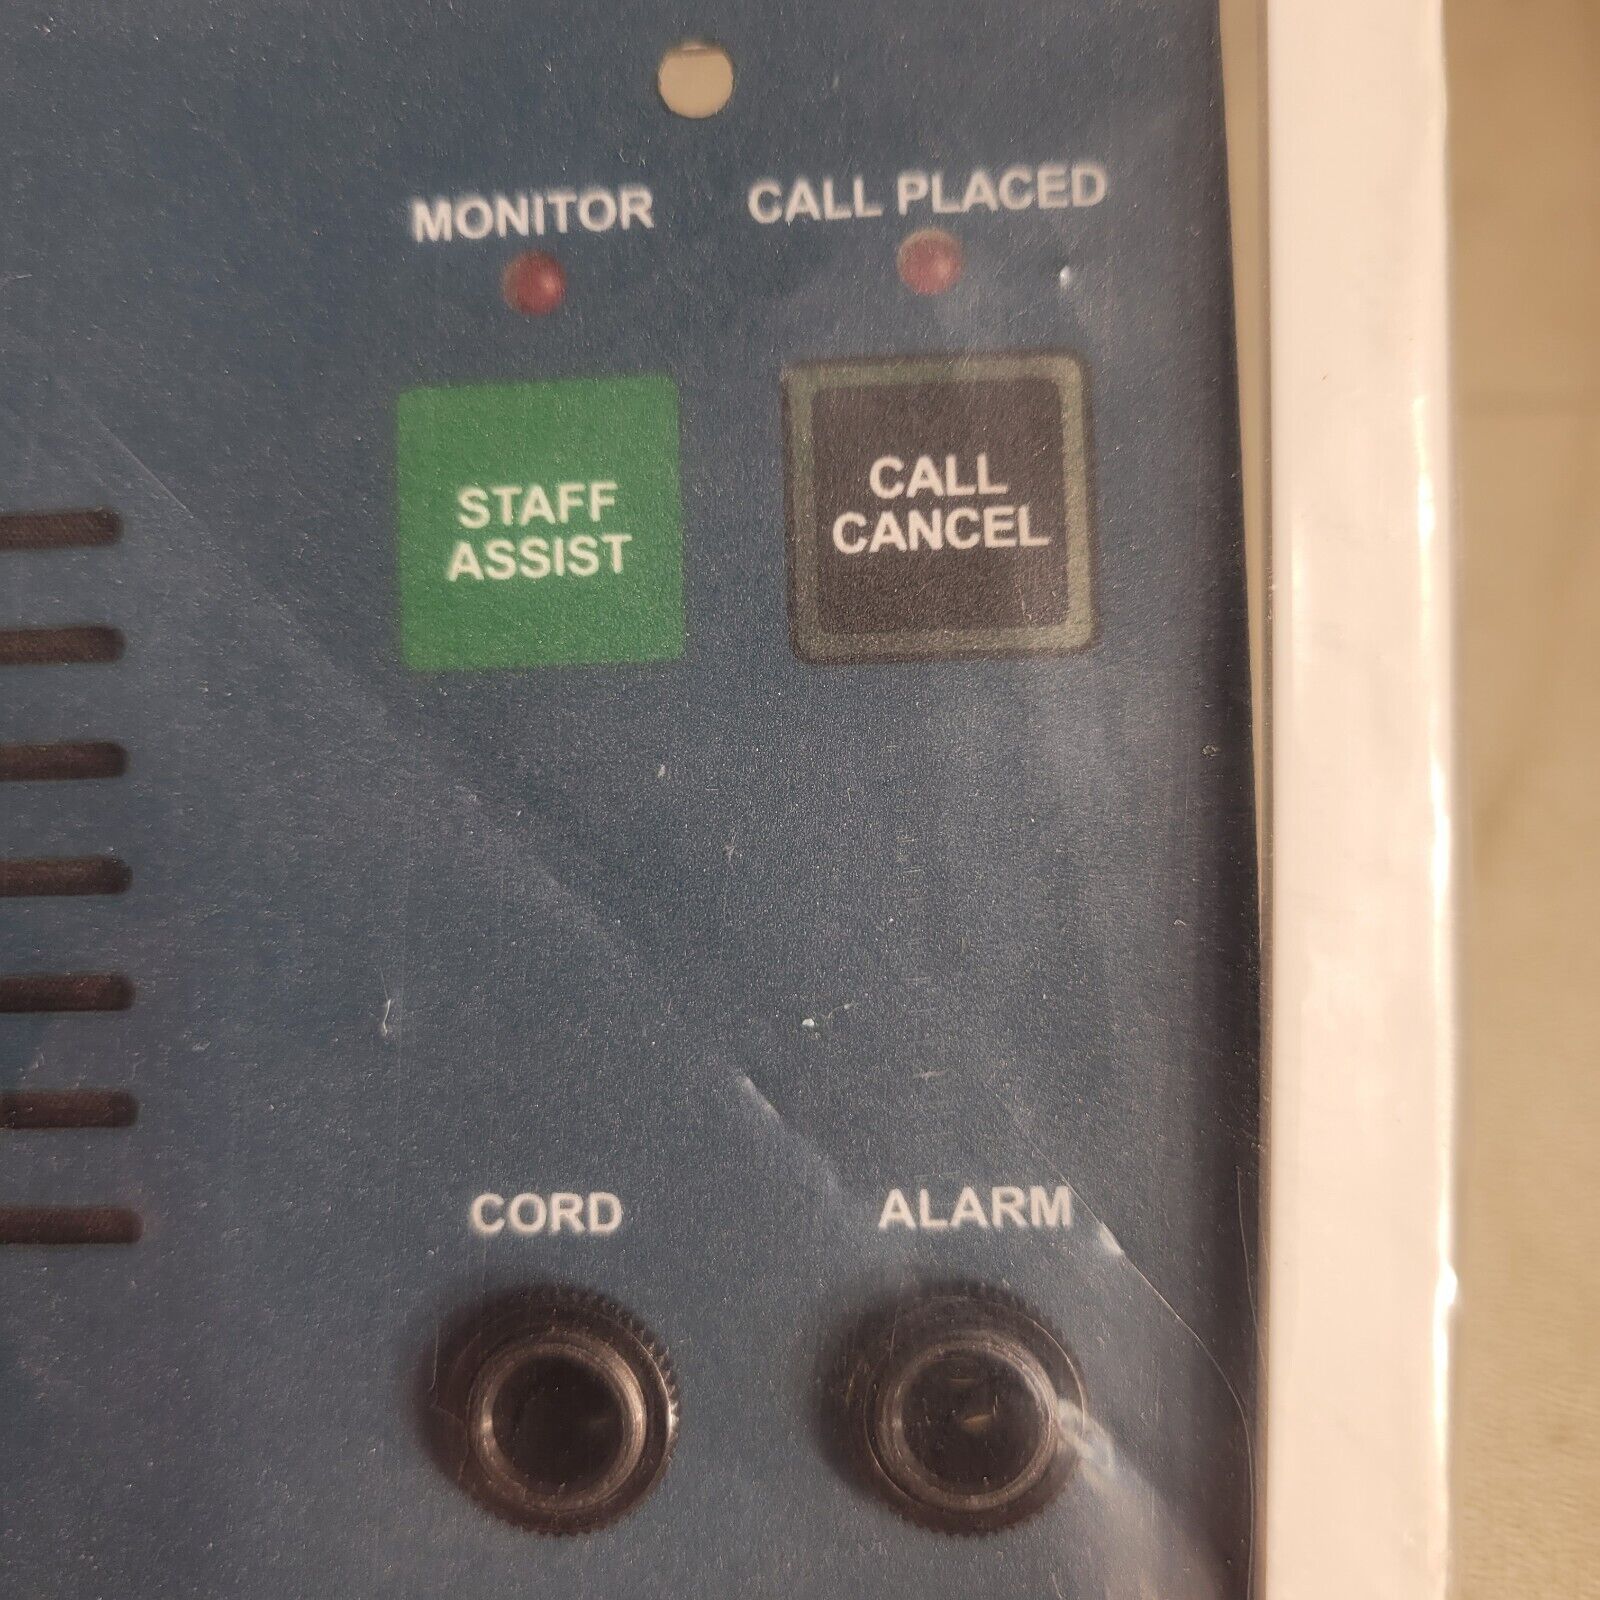 MONITOR
CALL PLACED
STAFF
ASSIST
CALL
CANCEL
CORD
ALARM